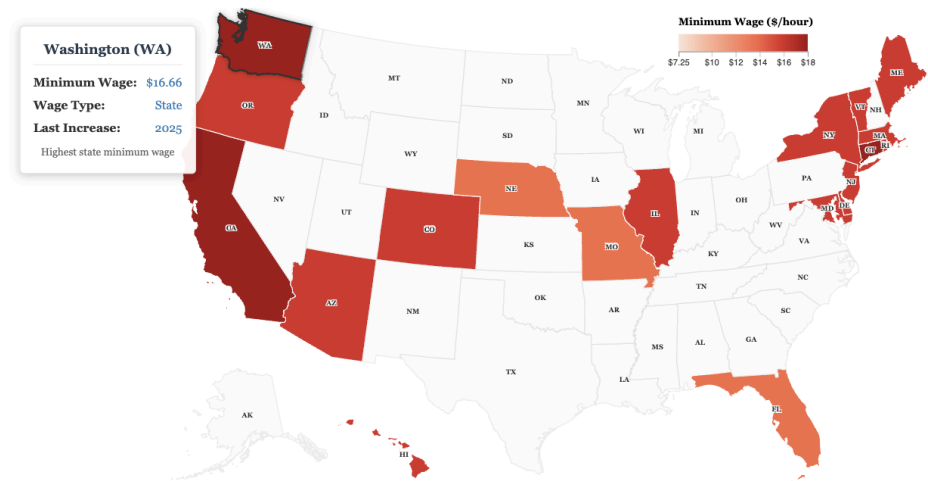 Minimum Wage ($/hour)
$7.25 $10 $12 $14 $16 $18
Washington (WA)
Minimum Wage: $16.66
Wage Type: State
Last Increase: 2025
Highest state minimum wage
WA
ME
MT
ND
MN
VT
NH
OR
ID
WI
MI
NY
MA
SD
CT
RI
WY
PA
NJ
IA
NE
NV
OH
UT
IL
IN
MD
DE
CA
CO
WV
KS
MO
VA
KY
NC
TN
OK
AZ
NM
AR
SC
GA
AL
MS
TX
LA
AK
FL
HI